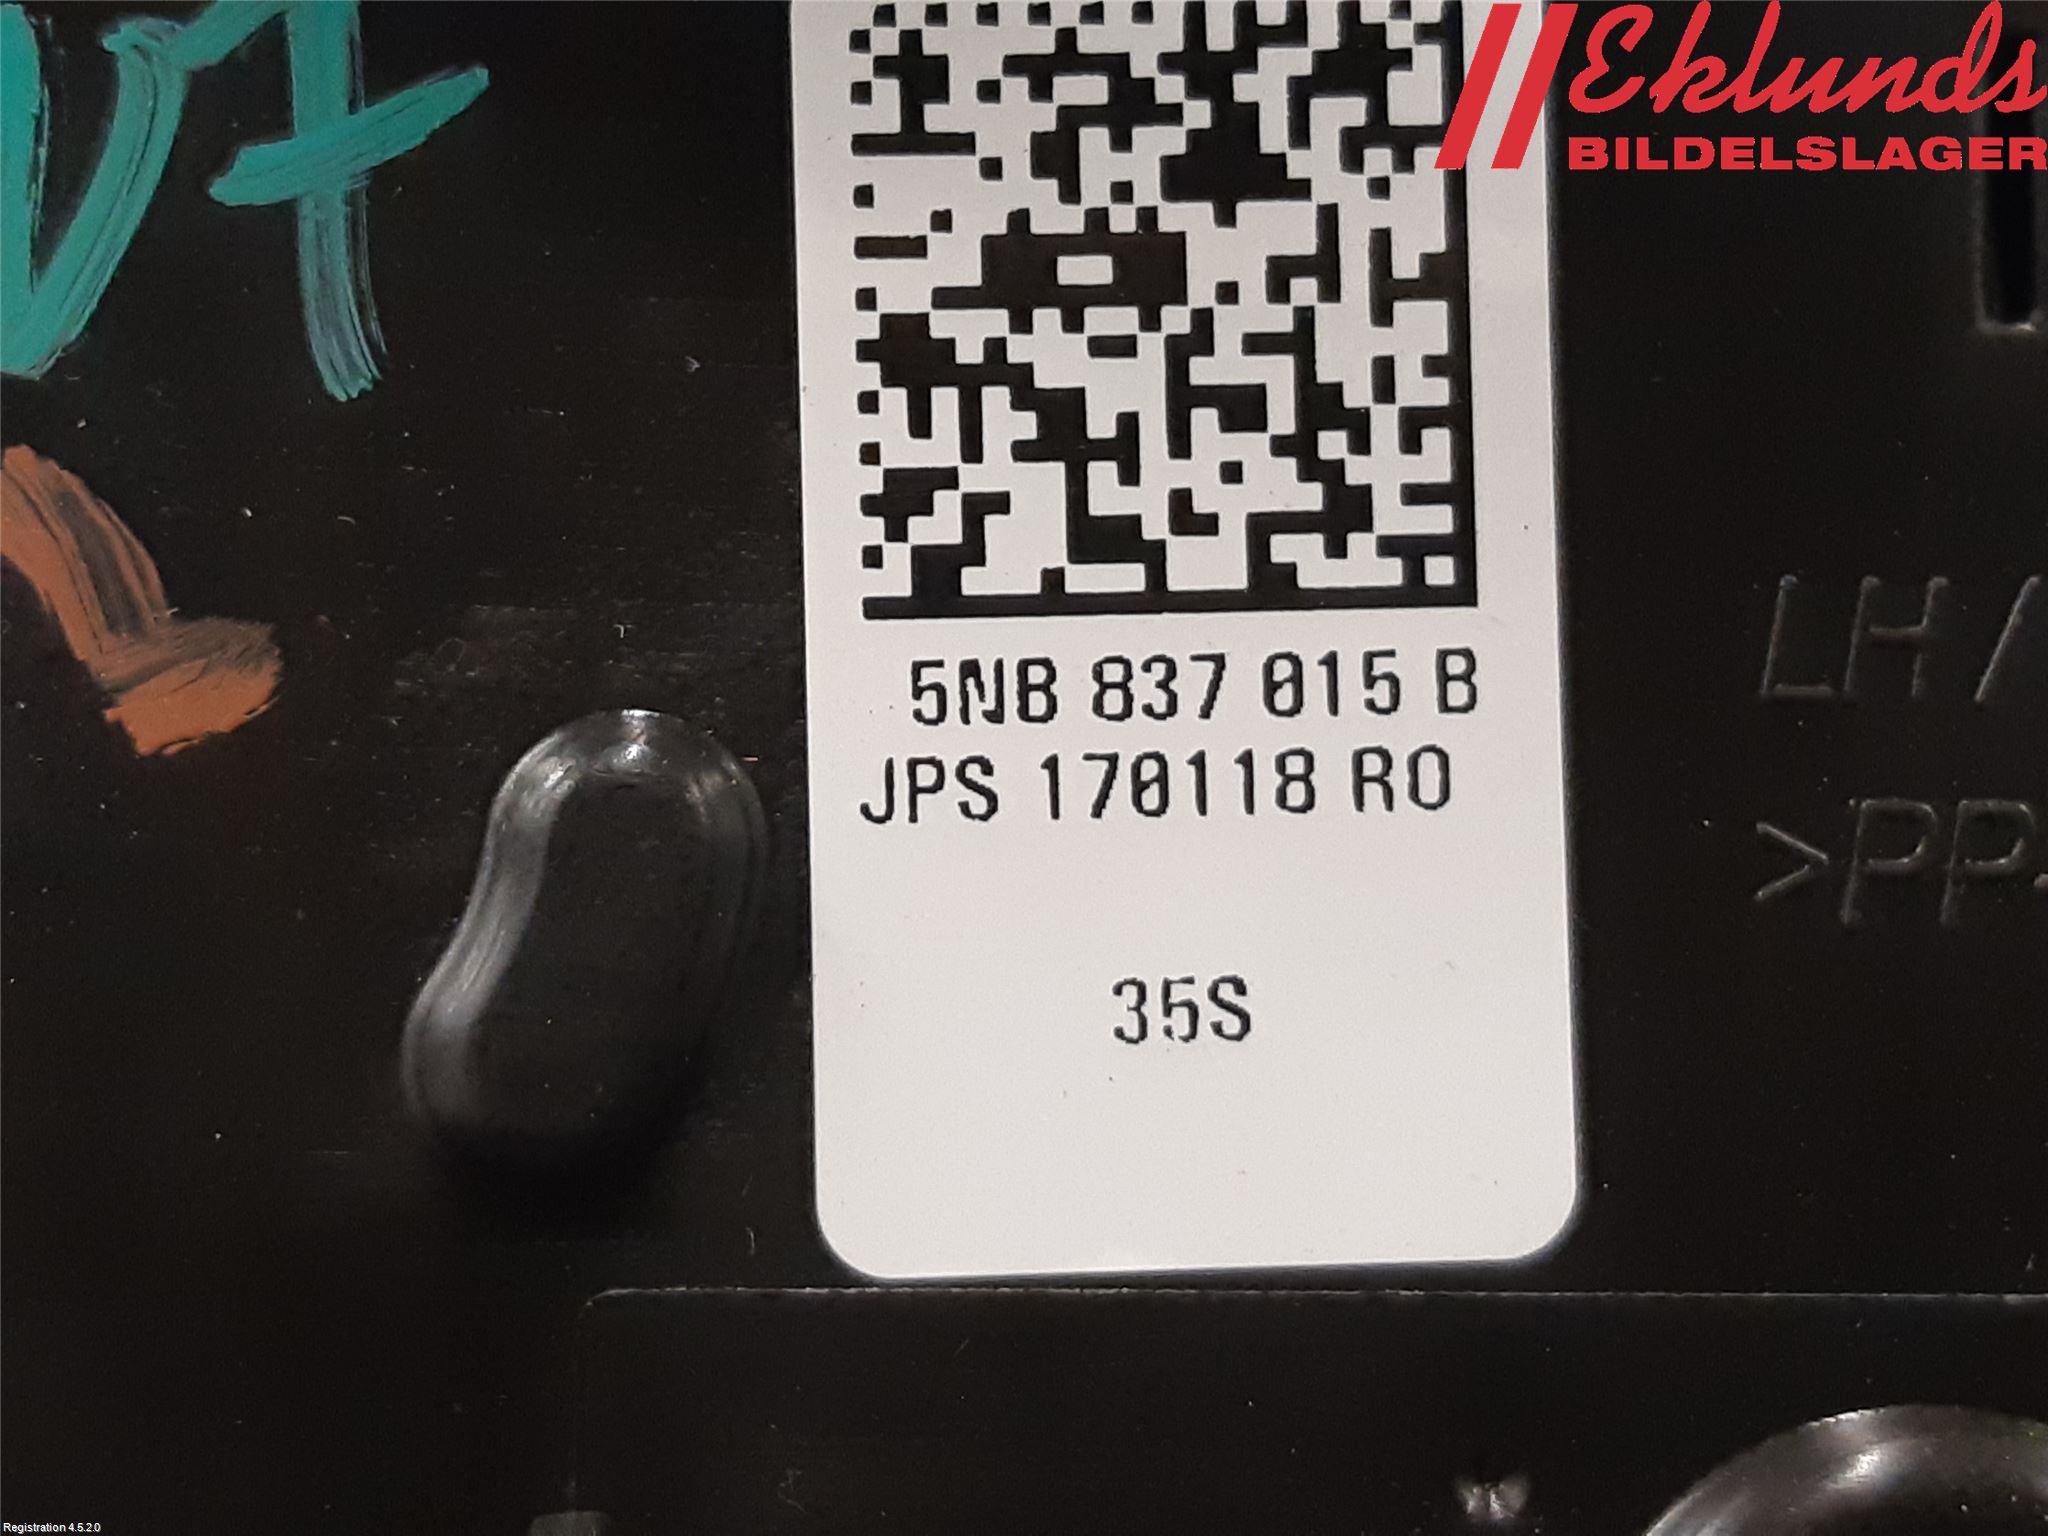 Eklunds
BILDELSLAGER
5NB 837 015 B
JPS 170118 RO
35S
LH /
>PP-
Registration 4.5.2.0